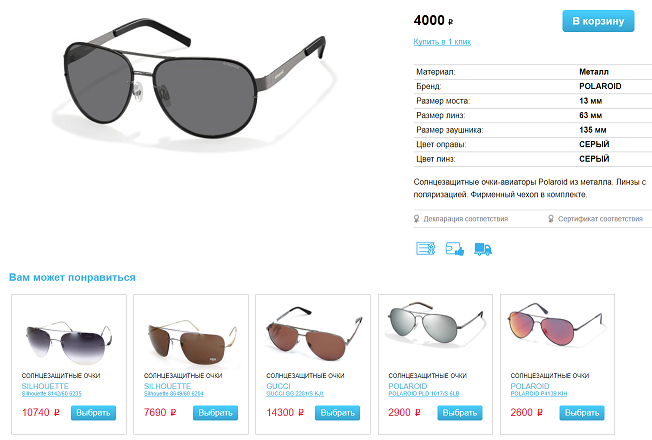 4000 ₽
В корзину
Купить в 1 клик
Материал: Металл
Бренд: POLAROID
Размер моста: 13 мм
Размер линз: 63 мм
Размер заушника: 135 мм
Цвет оправы: СЕРЫЙ
Цвет линз: СЕРЫЙ
Солнцезащитные очки-авиаторы Polaroid из металла. Линзы с
поляризацией. Фирменный чехол в комплекте.
Декларация соответствия Сертификат соответствия
Вам может понравиться
СОЛНЦЕЗАЩИТНЫЕ ОЧКИ
SILHOUETTE
Silhouette 8142/60 6235
10740 ₽ Выбрать
СОЛНЦЕЗАЩИТНЫЕ ОЧКИ
SILHOUETTE
Silhouette 8649/60 6204
7690 ₽ Выбрать
СОЛНЦЕЗАЩИТНЫЕ ОЧКИ
GUCCI
GUCCI GG 2281/S KJ1
14300 ₽ Выбрать
СОЛНЦЕЗАЩИТНЫЕ ОЧКИ
POLAROID
POLAROID PLD 1017/S 6LB
2900 ₽ Выбрать
СОЛНЦЕЗАЩИТНЫЕ ОЧКИ
POLAROID
POLAROID P4139 KIH
2600 ₽ Выбрать